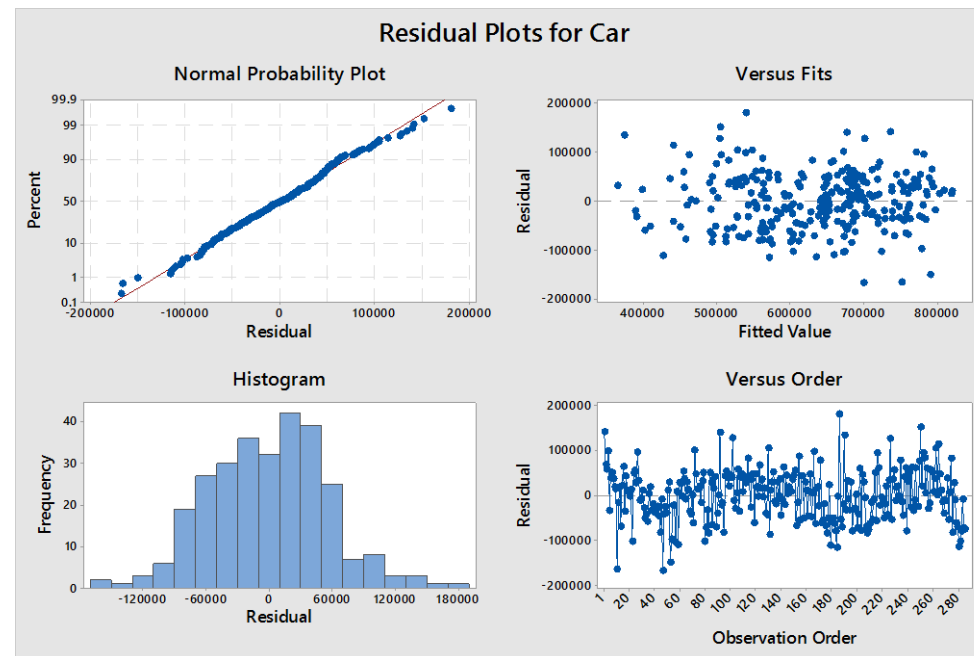 Residual Plots for Car
Normal Probability Plot
99.9
99
90
50
10
1
0.1
Percent
-200000 -100000 0 100000 200000
Residual
Versus Fits
200000
100000
0
-100000
-200000
Residual
400000 500000 600000 700000 800000
Fitted Value
Histogram
40
30
20
10
0
Frequency
-120000 -60000 0 60000 120000 180000
Residual
Versus Order
200000
100000
0
-100000
-200000
Residual
1 20 40 60 80 100 120 140 160 180 200 220 240 260 280
Observation Order